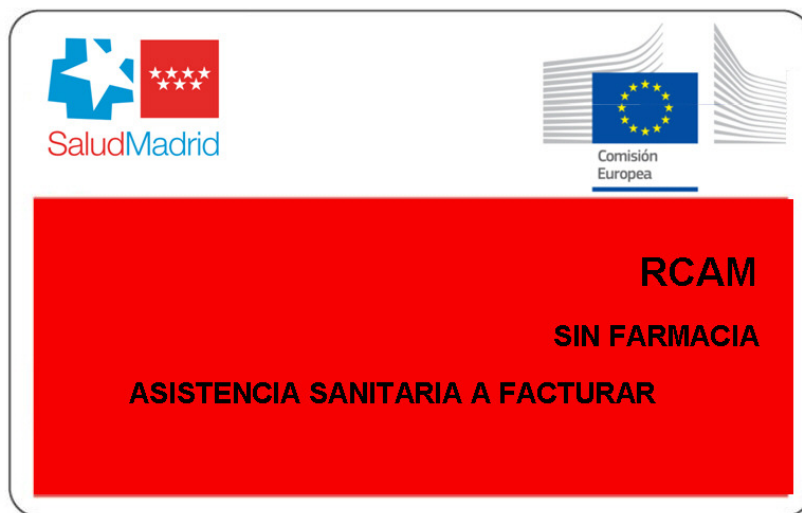 SaludMadrid
Comisión
Europea
RCAM
SIN FARMACIA
ASISTENCIA SANITARIA A FACTURAR